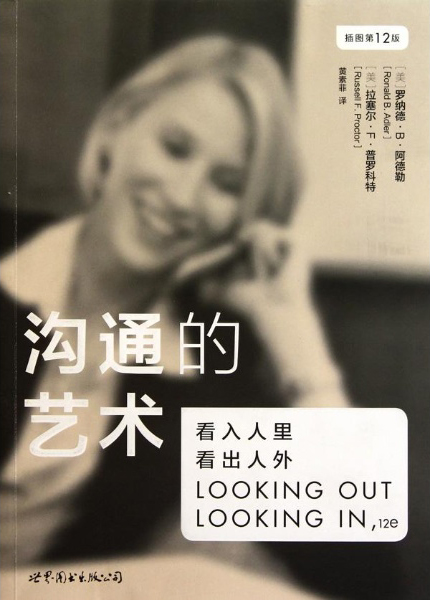 插图第12版
[美]罗纳德·B·阿德勒
[Ronald B. Adler]
[美]拉塞尔·F·普罗科特
[Russell F. Proctor]
黄素菲 译
沟通的
艺术
看入人里
看出人外
LOOKING OUT
LOOKING IN,12e
世界图书出版公司